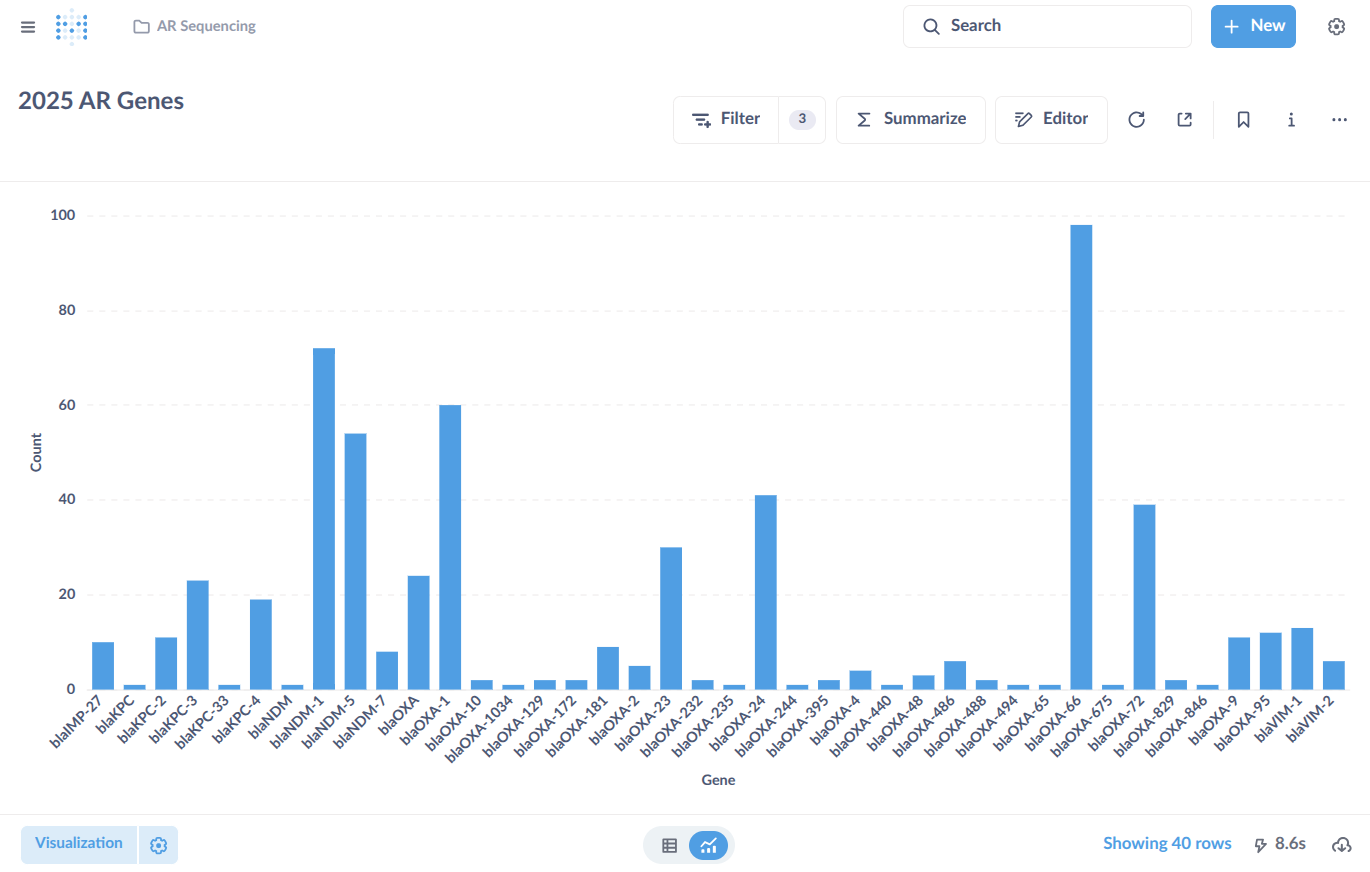 AR Sequencing
Search
New
2025 AR Genes
Filter
3
Summarize
Editor
100
80
60
40
20
0
Count
blaIMP-27
blaKPC
blaKPC-2
blaKPC-3
blaKPC-33
blaKPC-4
blaNDM
blaNDM-1
blaNDM-5
blaNDM-7
blaOXA
blaOXA-1
blaOXA-10
blaOXA-1034
blaOXA-129
blaOXA-172
blaOXA-181
blaOXA-2
blaOXA-23
blaOXA-232
blaOXA-235
blaOXA-24
blaOXA-244
blaOXA-395
blaOXA-4
blaOXA-440
blaOXA-48
blaOXA-486
blaOXA-488
blaOXA-494
blaOXA-65
blaOXA-66
blaOXA-675
blaOXA-72
blaOXA-829
blaOXA-846
blaOXA-9
blaOXA-95
blaVIM-1
blaVIM-2
Gene
Visualization
Showing 40 rows
8.6s